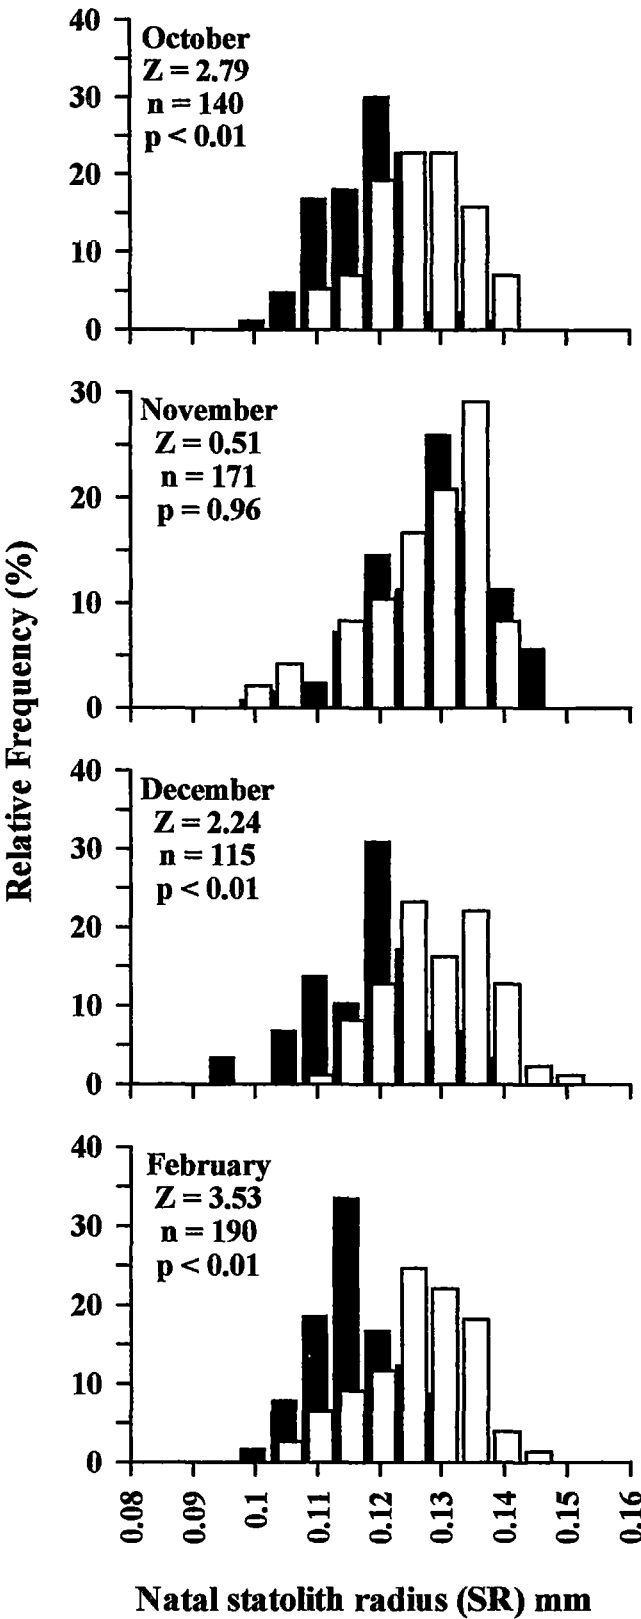 40
October
Z = 2.79
30
n = 140
p < 0.01
20
10
0
30
November
Z = 0.51
n = 171
20
p = 0.96
10
0
Relative Frequency (%)
40
December
Z = 2.24
30
n = 115
p < 0.01
20
10
0
40
February
Z = 3.53
30
n = 190
p < 0.01
20
10
0
0.08 0.09 0.1 0.11 0.12 0.13 0.14 0.15 0.16
Natal statolith radius (SR) mm